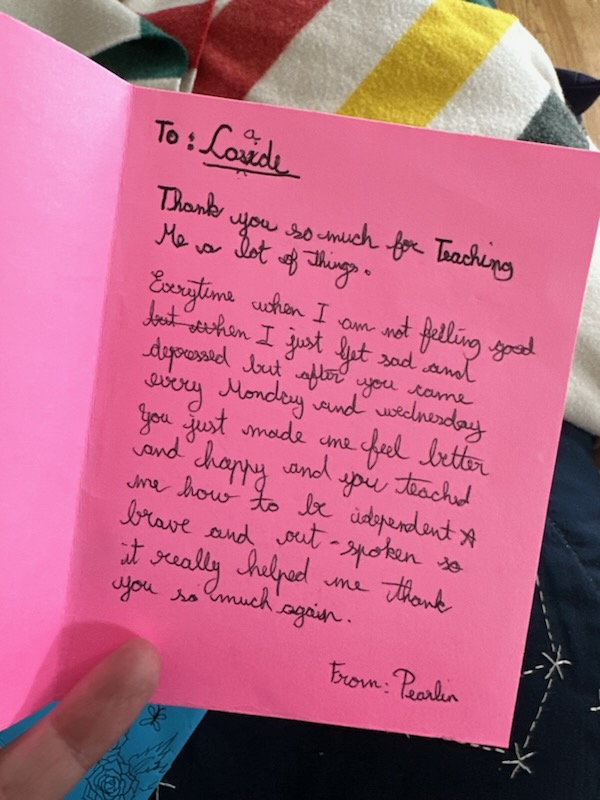 To:
Thank you so much for Teaching
Me a lot of things.
Everytime when I am not felling good
but when I just get sad and
depressed but after you came
every Monday and wednesday
you just made me feel better
and happy and you teached
me how to be idependent
brave and out-spoken so
it really helped me thank
you so much again.
From: Pearlin